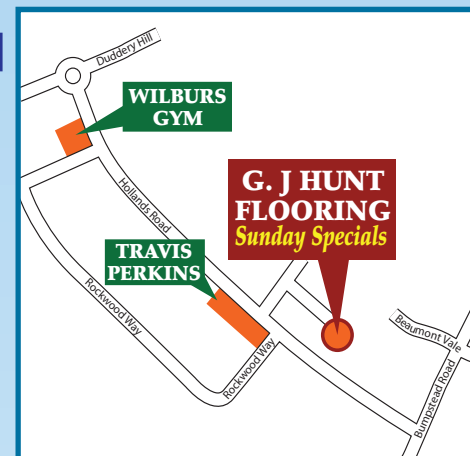 Duddery Hill
WILBURS
GYM
Hollands Road
G. J HUNT
FLOORING
Sunday Specials
TRAVIS
PERKINS
Rockwood Way
Rockwood Way
Beaumont Vale
Bumpstead Road